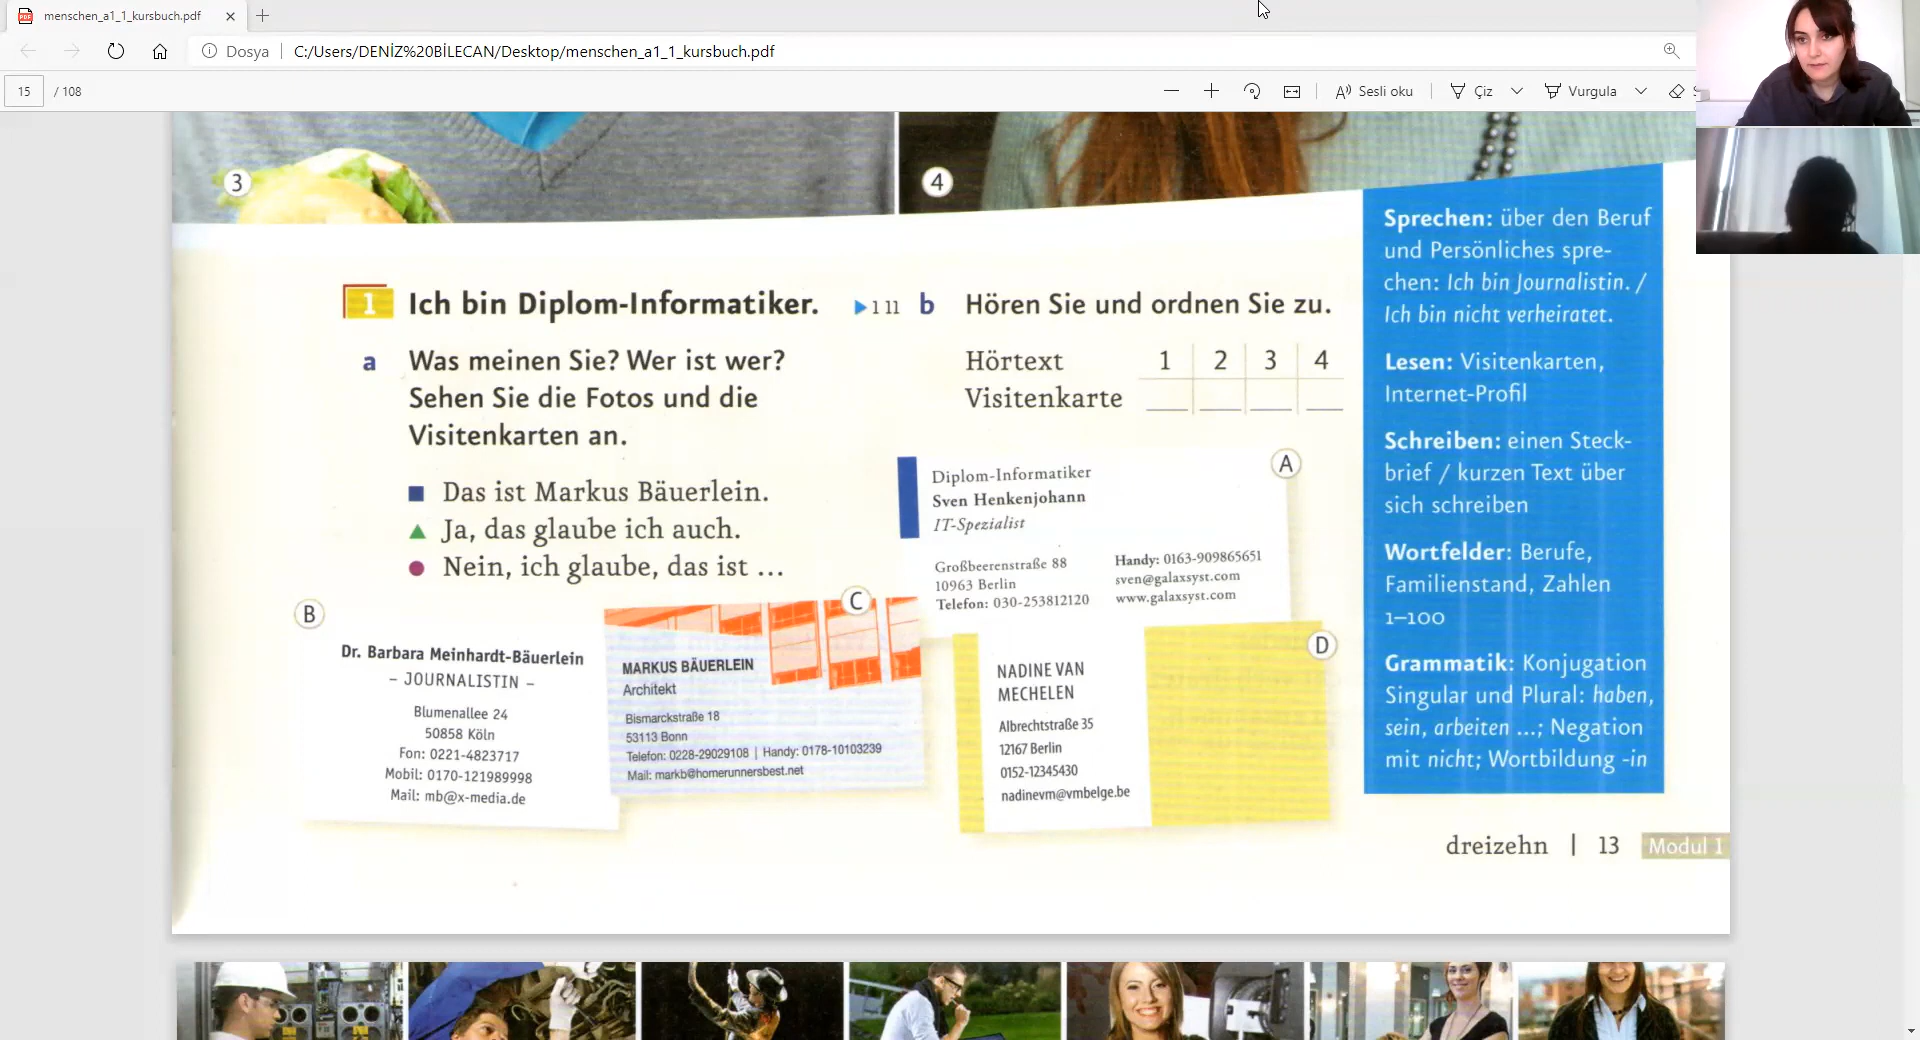 menschen_a1_1_kursbuch.pdf
Dosya
C:/Users/DENİZ%20BİLECAN/Desktop/menschen_a1_1_kursbuch.pdf
15 / 108
Sesli oku
Çiz
Vurgula
3
4
1 Ich bin Diplom-Informatiker.
a Was meinen Sie? Wer ist wer?
Sehen Sie die Fotos und die
Visitenkarten an.
Das ist Markus Bäuerlein.
Ja, das glaube ich auch.
Nein, ich glaube, das ist ...
1 11 b Hören Sie und ordnen Sie zu.
Hörtext 1 2 3 4
Visitenkarte
A
Diplom-Informatiker
Sven Henkenjohann
IT-Spezialist
Großbeerenstraße 88
10963 Berlin
Telefon: 030-253812120
Handy: 0163-909865651
sven@galaxsyst.com
www.galaxsyst.com
B
Dr. Barbara Meinhardt-Bäuerlein
– JOURNALISTIN –
Blumenallee 24
50858 Köln
Fon: 0221-4823717
Mobil: 0170-121989998
Mail: mb@x-media.de
C
MARKUS BÄUERLEIN
Architekt
Bismarckstraße 18
53113 Bonn
Telefon: 0228-29029108 | Handy: 0178-10103239
Mail: markb@homerunnersbest.net
D
NADINE VAN
MECHELEN
Albrechtstraße 35
12167 Berlin
0152-12345430
nadinevm@vmbelge.be
Sprechen: über den Beruf
und Persönliches spre-
chen: Ich bin Journalistin. /
Ich bin nicht verheiratet.
Lesen: Visitenkarten,
Internet-Profil
Schreiben: einen Steck-
brief / kurzen Text über
sich schreiben
Wortfelder: Berufe,
Familienstand, Zahlen
1–100
Grammatik: Konjugation
Singular und Plural: haben,
sein, arbeiten ...; Negation
mit nicht; Wortbildung -in
dreizehn | 13 Modul 1